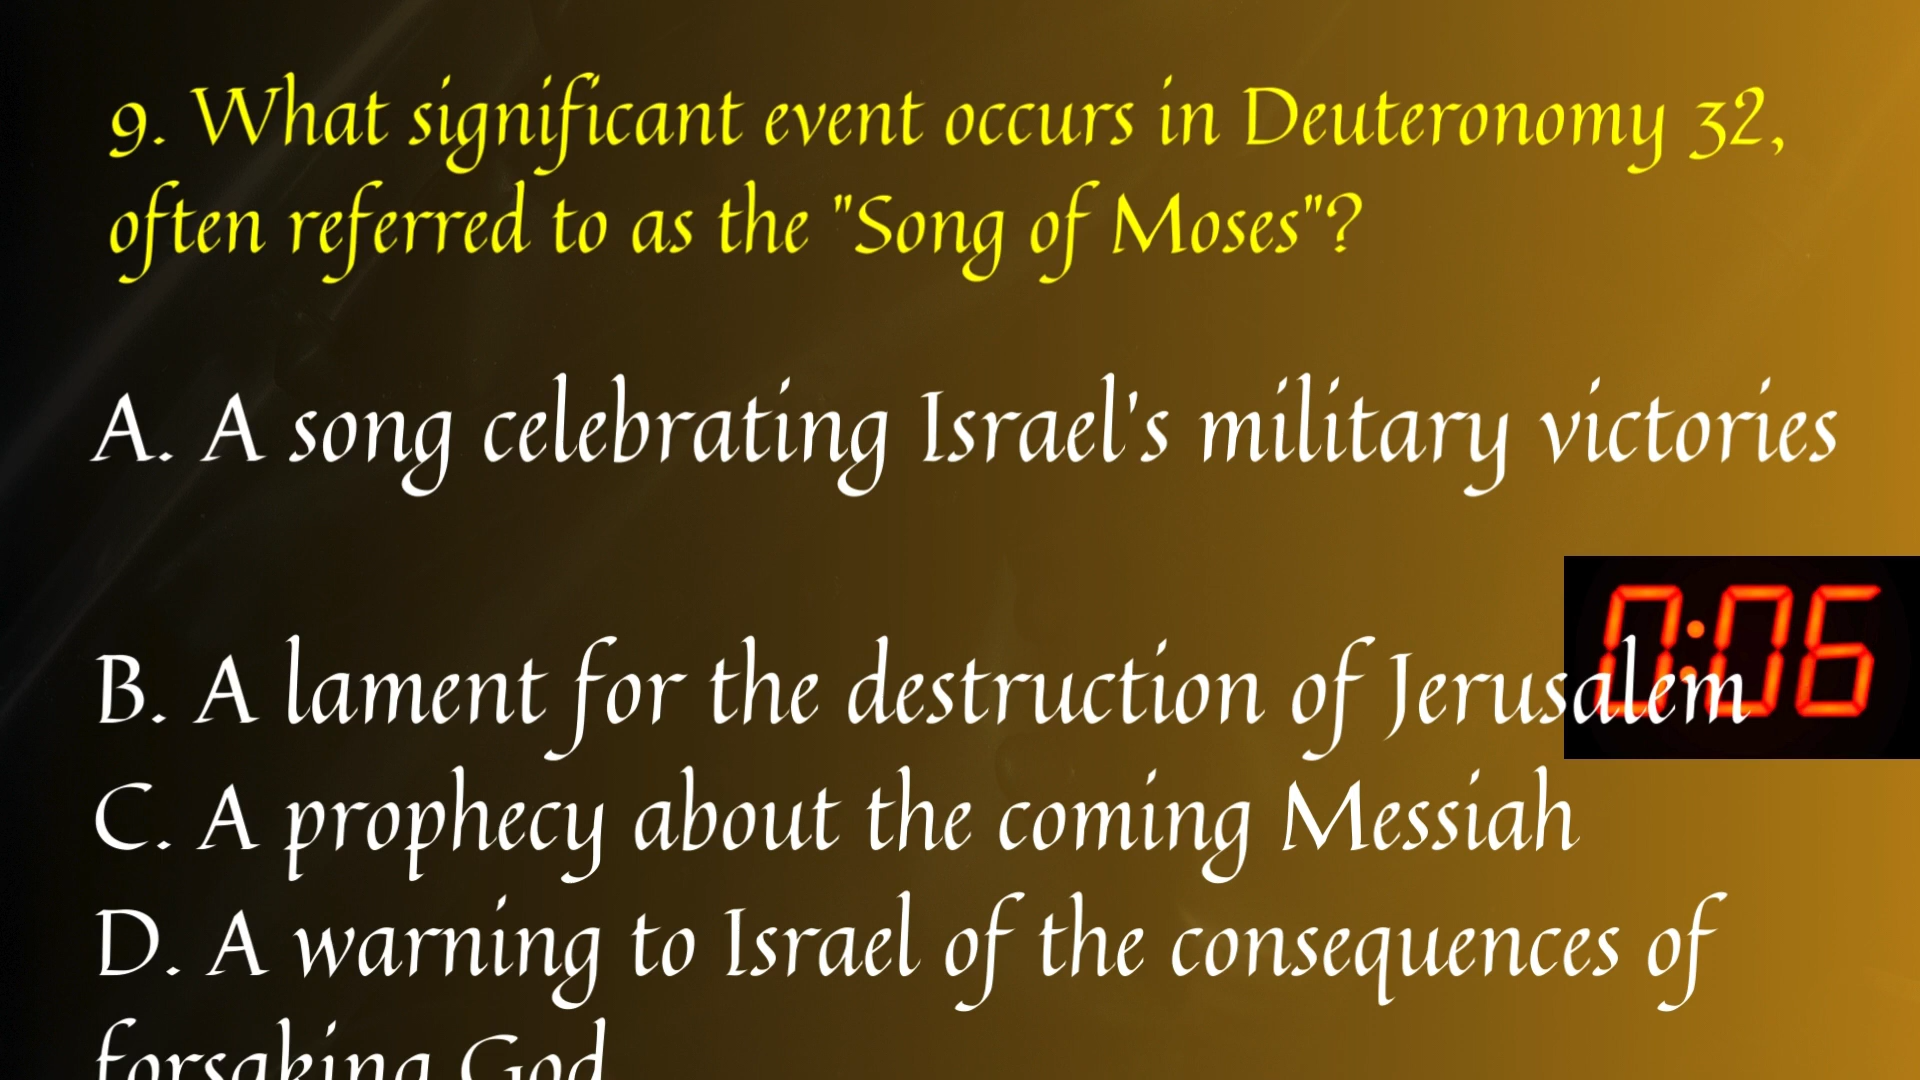 9. What significant event occurs in Deuteronomy 32,
often referred to as the "Song of Moses"?
A. A song celebrating Israel's military victories
0:06
B. A lament for the destruction of Jerusalem
C. A prophecy about the coming Messiah
D. A warning to Israel of the consequences of
forsaking God